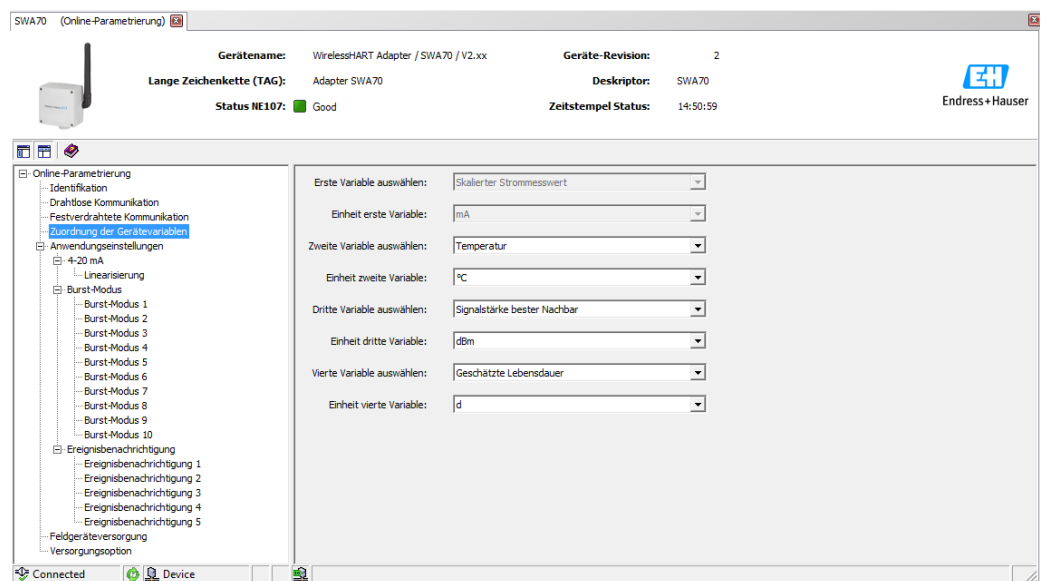 SWA70 (Online-Parametrierung)
Gerätename: WirelessHART Adapter / SWA70 / V2.xx Geräte-Revision: 2
Lange Zeichenkette (TAG): Adapter SWA70 Deskriptor: SWA70
Status NE107: Good Zeitstempel Status: 14:50:59
EH
Endress+Hauser
Online-Parametrierung
Identifikation
Drahtlose Kommunikation
Festverdrahtete Kommunikation
Zuordnung der Gerätevariablen
Anwendungseinstellungen
4-20 mA
Linearisierung
Burst-Modus
Burst-Modus 1
Burst-Modus 2
Burst-Modus 3
Burst-Modus 4
Burst-Modus 5
Burst-Modus 6
Burst-Modus 7
Burst-Modus 8
Burst-Modus 9
Burst-Modus 10
Ereignisbenachrichtigung
Ereignisbenachrichtigung 1
Ereignisbenachrichtigung 2
Ereignisbenachrichtigung 3
Ereignisbenachrichtigung 4
Ereignisbenachrichtigung 5
Feldgeräteversorgung
Versorgungsoption
Erste Variable auswählen: Skalierter Strommesswert
Einheit erste Variable: mA
Zweite Variable auswählen: Temperatur
Einheit zweite Variable: °C
Dritte Variable auswählen: Signalstärke bester Nachbar
Einheit dritte Variable: dBm
Vierte Variable auswählen: Geschätzte Lebensdauer
Einheit vierte Variable: d
Connected Device